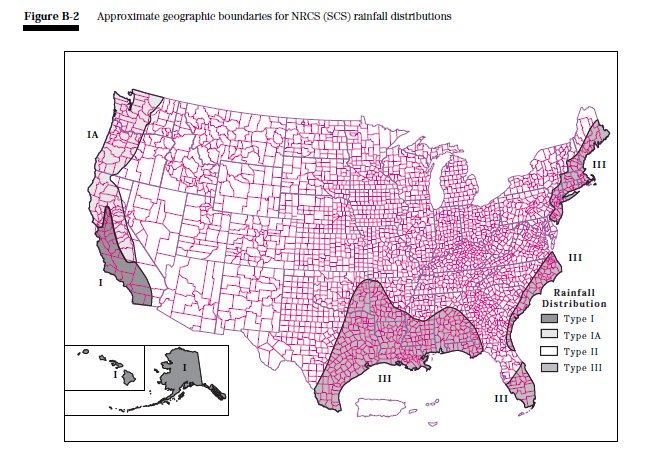 Figure B-2 Approximate geographic boundaries for NRCS (SCS) rainfall distributions
IA
III
III
I
Rainfall
Distribution
Type I
Type IA
Type II
Type III
I
I
III
III